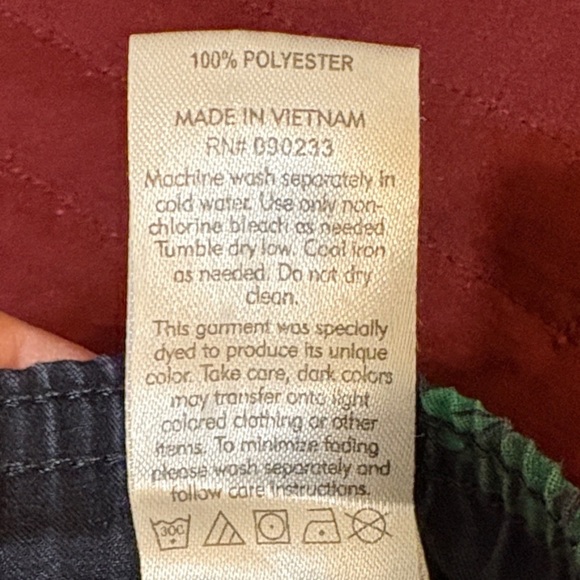 100% POLYESTER
MADE IN VIETNAM
RN# 090233
Machine wash separately in
cold water. Use only non-
chlorine bleach as needed
Tumble dry low. Cool iron
as needed. Do not dry
clean.
This garment was specially
dyed to produce its unique
color. Take care, dark colors
may transfer onto light
colored clothing or other
items. To minimize fading
please wash separately and
follow care instructions.
30C